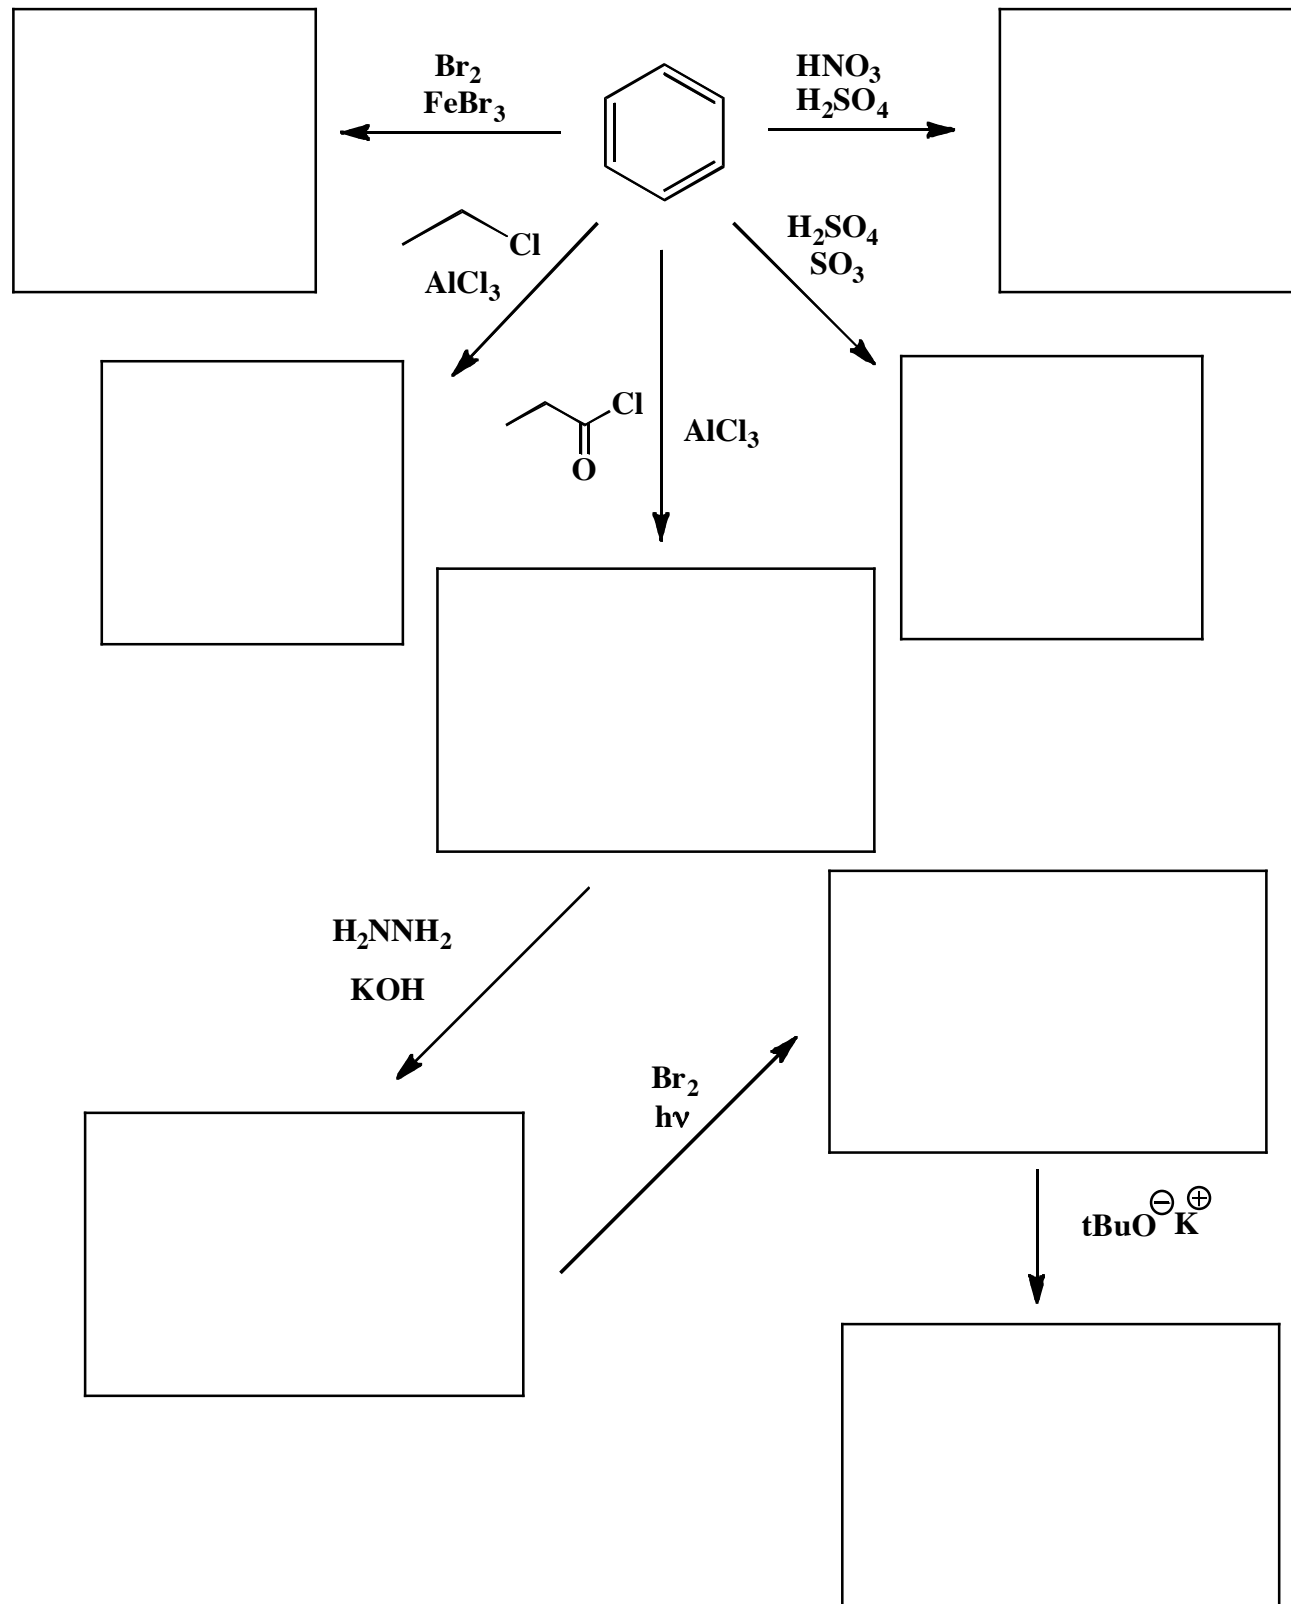 Br2
FeBr3
HNO3
H2SO4
Cl
AlCl3
H2SO4
SO3
Cl
O
AlCl3
H2NNH2
KOH
Br2
hν
tBuO⊖K⊕